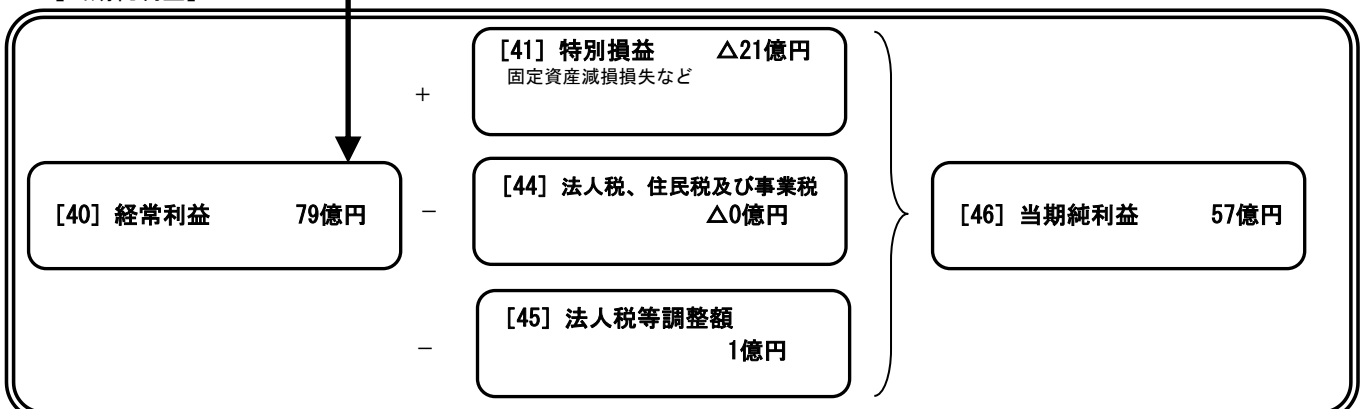 [41] 特別損益 △21億円
固定資産減損損失など
+
[44] 法人税、住民税及び事業税
△0億円
[40] 経常利益 79億円
－
[46] 当期純利益 57億円
[45] 法人税等調整額
1億円
－